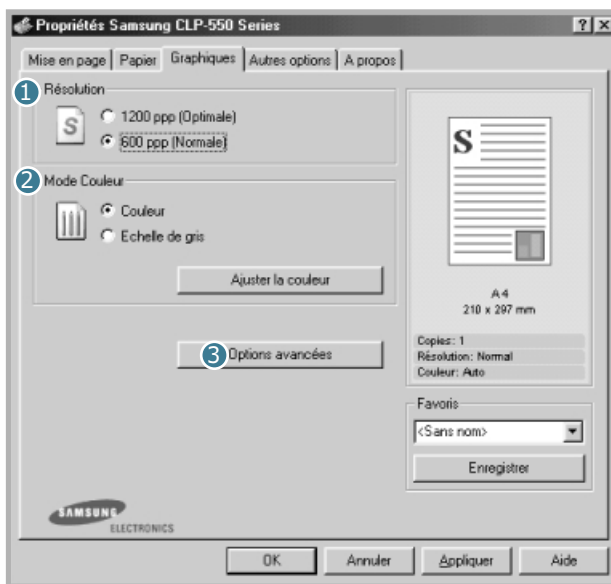 Propriétés Samsung CLP-550 Series
Mise en page Papier Graphiques Autres options A propos
1 Résolution
S
1200 ppp (Optimale)
600 ppp (Normale)
2 Mode Couleur
Couleur
Echelle de gris
Ajuster la couleur
3 Options avancées
S
A4
210 x 297 mm
Copies: 1
Résolution: Normal
Couleur: Auto
Favoris
<Sans nom>
Enregistrer
SAMSUNG
ELECTRONICS
OK Annuler Appliquer Aide